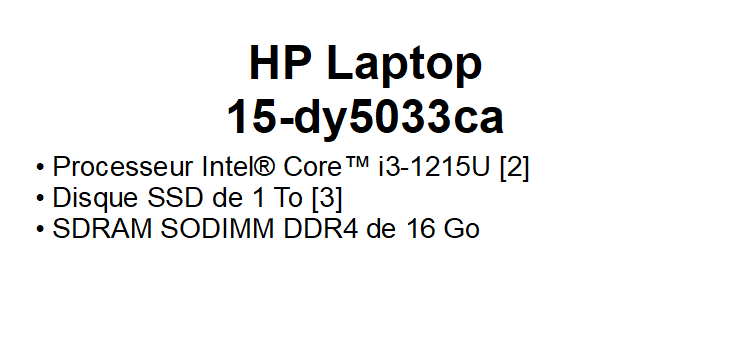 HP Laptop
15-dy5033ca
• Processeur Intel® Core™ i3-1215U [2]
• Disque SSD de 1 To [3]
• SDRAM SODIMM DDR4 de 16 Go